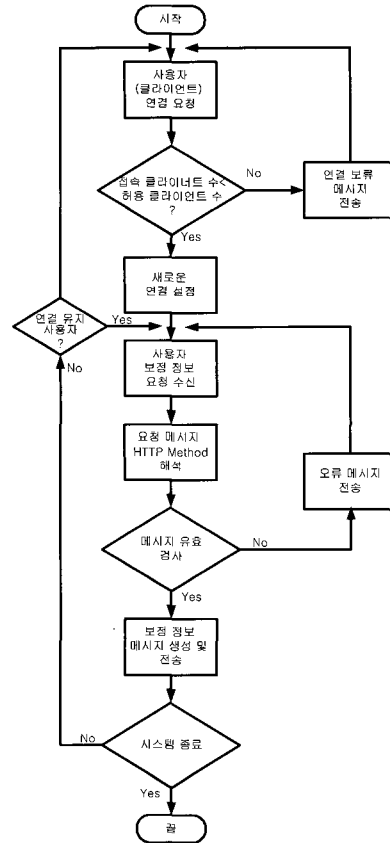 시작
사용자
(클라이언트)
연결 요청
접속 클라이너트 수<
허용 클라이언트 수
?
No
연결 보류
메시지
전송
Yes
새로운
연결 설정
연결 유지
사용자
?
Yes
No
사용자
보정 정보
요청 수신
요청 메시지
HTTP Method
해석
오류 메시지
전송
메시지 유효
검사
No
Yes
보정 정보
메시지 생성 및
전송
No
시스템 종료
Yes
끝